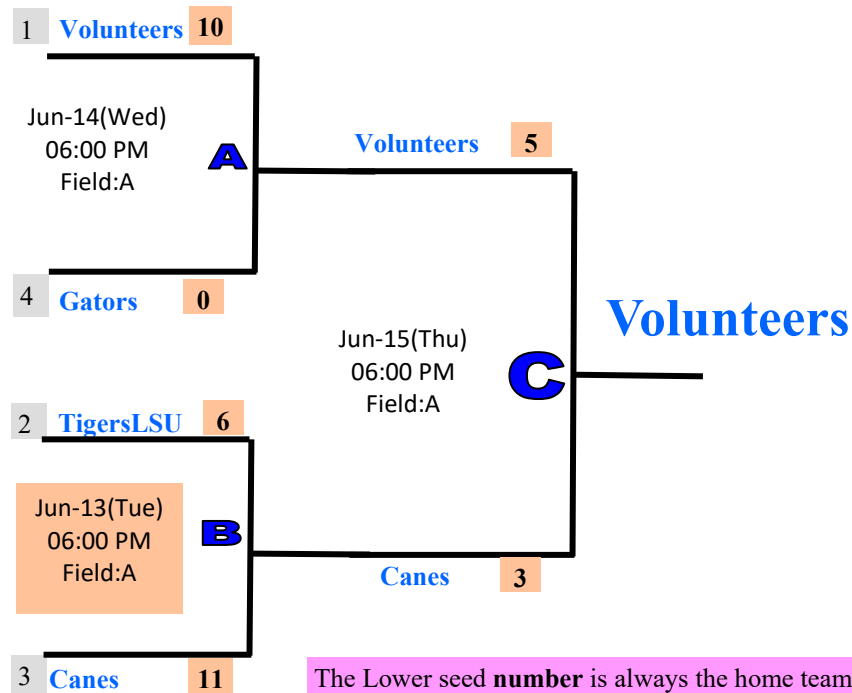 1 Volunteers 10
Jun-14(Wed)
06:00 PM
Field:A
A
4 Gators 0
Volunteers 5
Jun-15(Thu)
06:00 PM
Field:A
C
Volunteers
2 TigersLSU 6
Jun-13(Tue)
06:00 PM
Field:A
B
Canes 3
3 Canes 11
The Lower seed number is always the home team